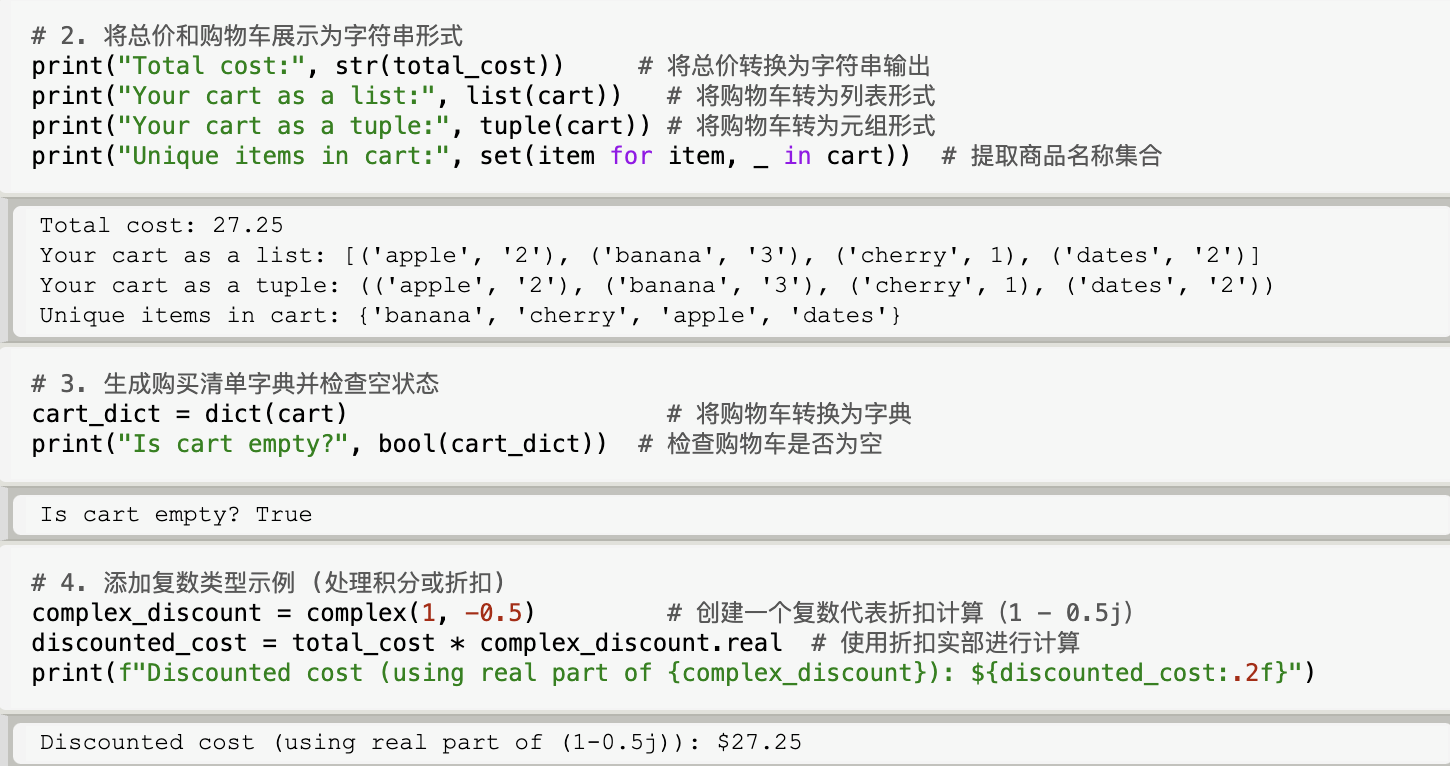 # 2. 将总价和购物车展示为字符串形式
print("Total cost:", str(total_cost))     # 将总价转换为字符串输出
print("Your cart as a list:", list(cart))   # 将购物车转为列表形式
print("Your cart as a tuple:", tuple(cart)) # 将购物车转为元组形式
print("Unique items in cart:", set(item for item, _ in cart))  # 提取商品名称集合
Total cost: 27.25
Your cart as a list: [('apple', '2'), ('banana', '3'), ('cherry', 1), ('dates', '2')]
Your cart as a tuple: (('apple', '2'), ('banana', '3'), ('cherry', 1), ('dates', '2'))
Unique items in cart: {'banana', 'cherry', 'apple', 'dates'}
# 3. 生成购买清单字典并检查空状态
cart_dict = dict(cart)                      # 将购物车转换为字典
print("Is cart empty?", bool(cart_dict))  # 检查购物车是否为空
Is cart empty? True
# 4. 添加复数类型示例 (处理积分或折扣)
complex_discount = complex(1, -0.5)         # 创建一个复数代表折扣计算 (1 - 0.5j)
discounted_cost = total_cost * complex_discount.real  # 使用折扣实部进行计算
print(f"Discounted cost (using real part of {complex_discount}): ${discounted_cost:.2f}")
Discounted cost (using real part of (1-0.5j)): $27.25